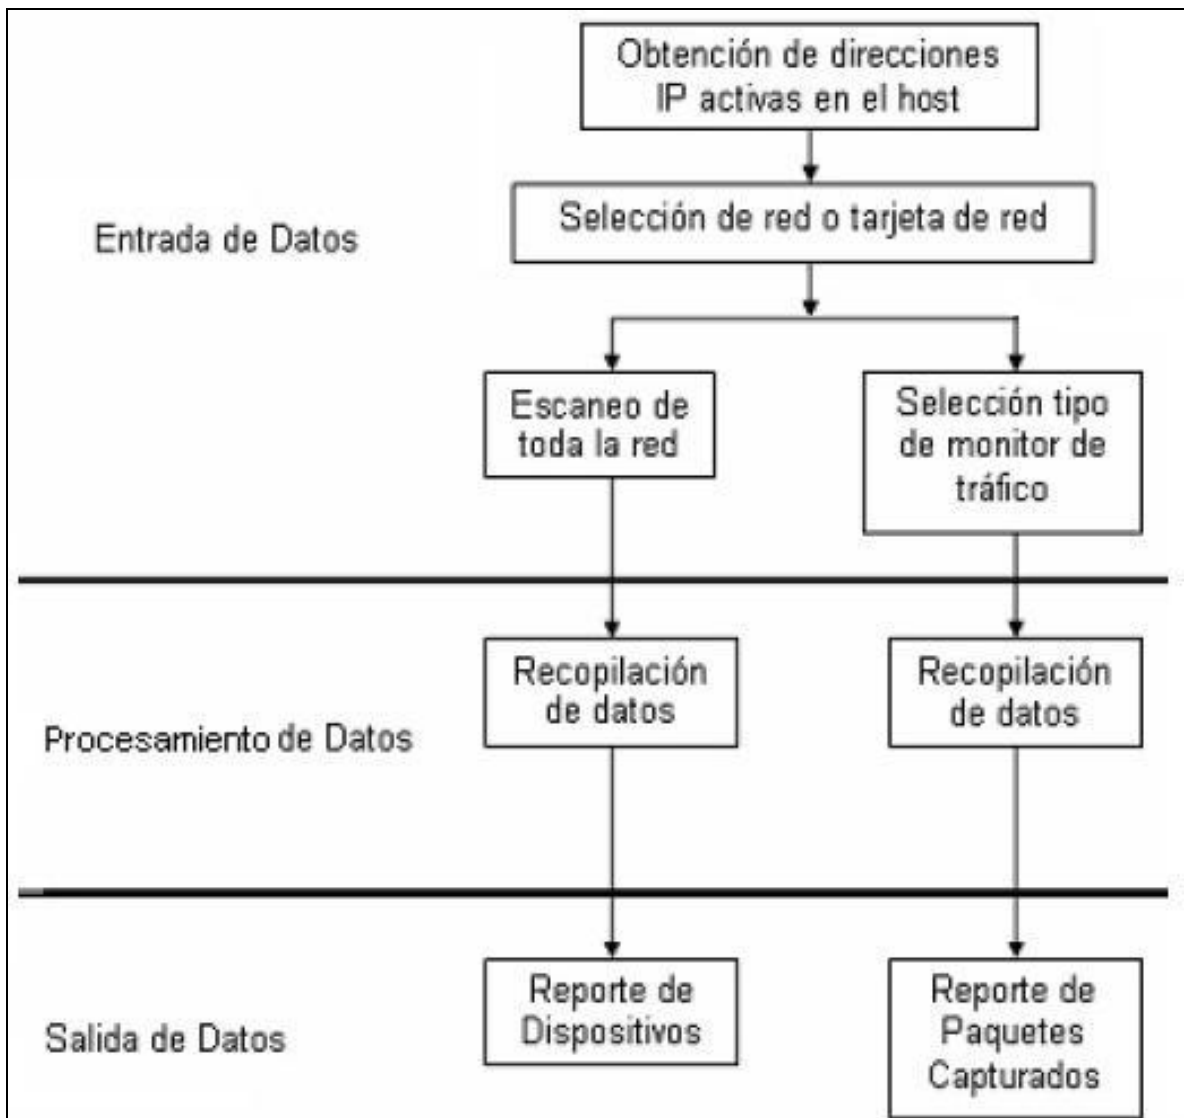 Obtención de direcciones
IP activas en el host
Entrada de Datos
Selección de red o tarjeta de red
Escaneo de
toda la red
Selección tipo
de monitor de
tráfico
Procesamiento de Datos
Recopilación
de datos
Recopilación
de datos
Salida de Datos
Reporte de
Dispositivos
Reporte de
Paquetes
Capturados